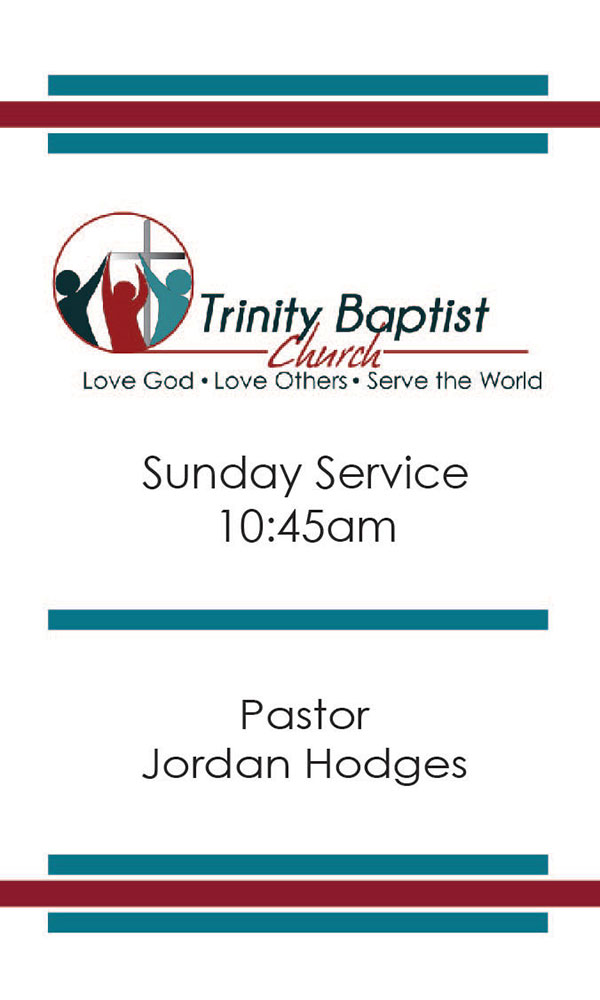 Trinity Baptist
Church
Love God • Love Others • Serve the World
Sunday Service
10:45am
Pastor
Jordan Hodges